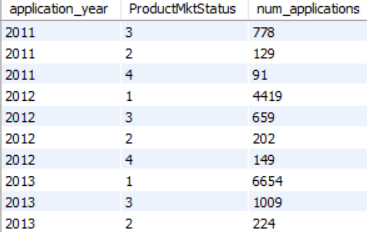 application_year ProductMktStatus num_applications
2011 3 778
2011 2 129
2011 4 91
2012 1 4419
2012 3 659
2012 2 202
2012 4 149
2013 1 6654
2013 3 1009
2013 2 224